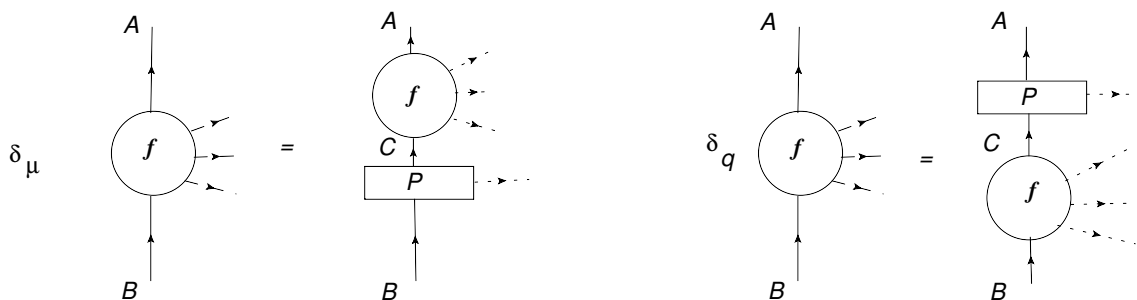 A A A A
f P
δ_μ f = C δ_q f = C
P f
B B B B